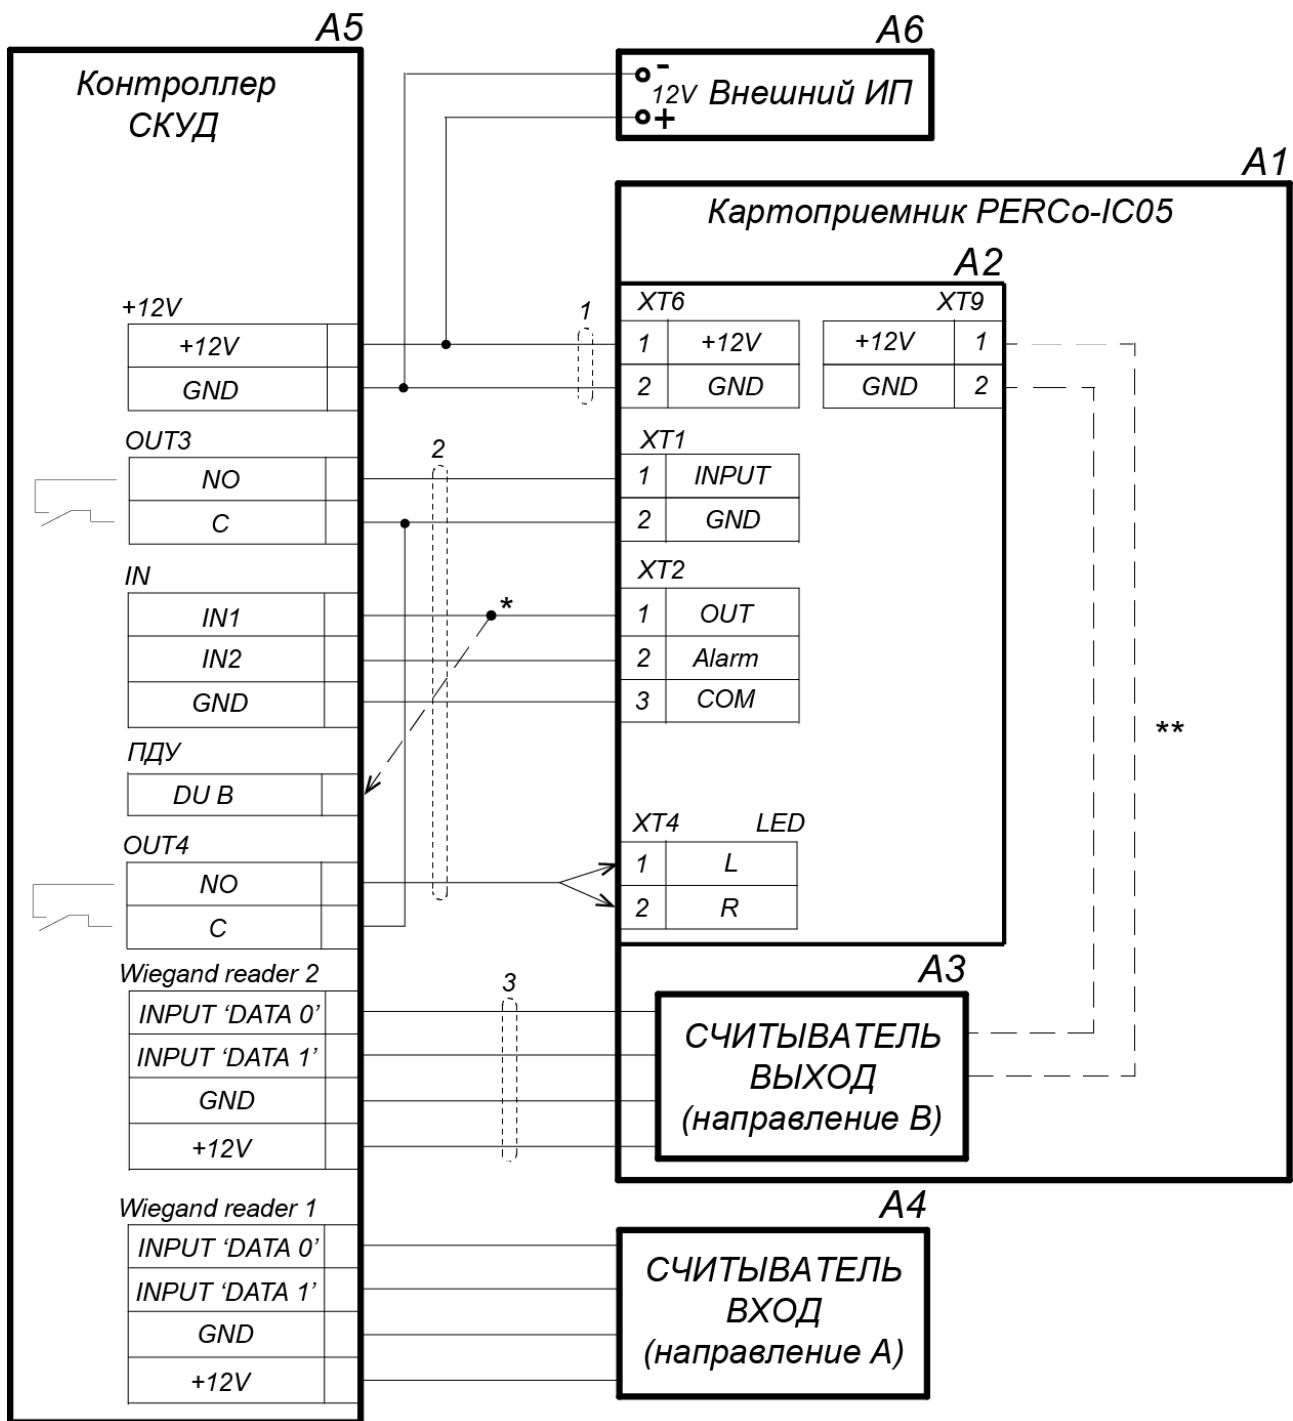 A5
Контроллер
СКУД
A6
-
12V Внешний ИП
+
A1
Картоприемник PERCo-IC05
A2
+12V
+12V
GND
1
XT6
1 +12V
2 GND
XT9
+12V 1
GND 2
OUT3
NO
C
2
XT1
1 INPUT
2 GND
IN
IN1
IN2
GND
*
XT2
1 OUT
2 Alarm
3 COM
**
ПДУ
DU B
OUT4
NO
C
XT4 LED
1 L
2 R
Wiegand reader 2
INPUT ‘DATA 0’
INPUT ‘DATA 1’
GND
+12V
3
A3
СЧИТЫВАТЕЛЬ
ВЫХОД
(направление В)
Wiegand reader 1
INPUT ‘DATA 0’
INPUT ‘DATA 1’
GND
+12V
A4
СЧИТЫВАТЕЛЬ
ВХОД
(направление А)